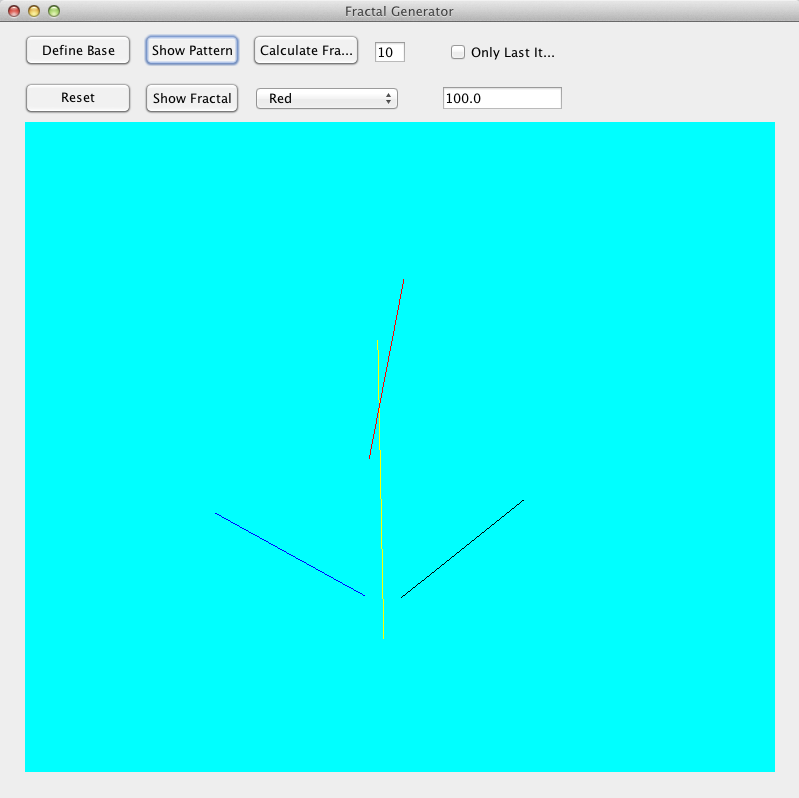 Fractal Generator
Define Base Show Pattern Calculate Fra... 10 Only Last It...
Reset Show Fractal Red 100.0